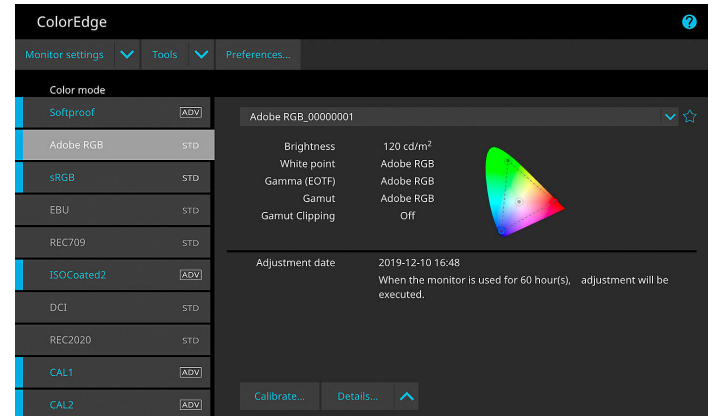 ColorEdge
?
Monitor settings Tools Preferences...
Color mode
Softproof ADV
Adobe RGB STD
sRGB STD
EBU STD
REC709 STD
ISOCoated2 ADV
DCI STD
REC2020 STD
CAL1 ADV
CAL2 ADV
Adobe RGB_00000001
Brightness 120 cd/m²
White point Adobe RGB
Gamma (EOTF) Adobe RGB
Gamut Adobe RGB
Gamut Clipping Off
Adjustment date 2019-12-10 16:48
When the monitor is used for 60 hour(s), adjustment will be
executed.
Calibrate... Details...